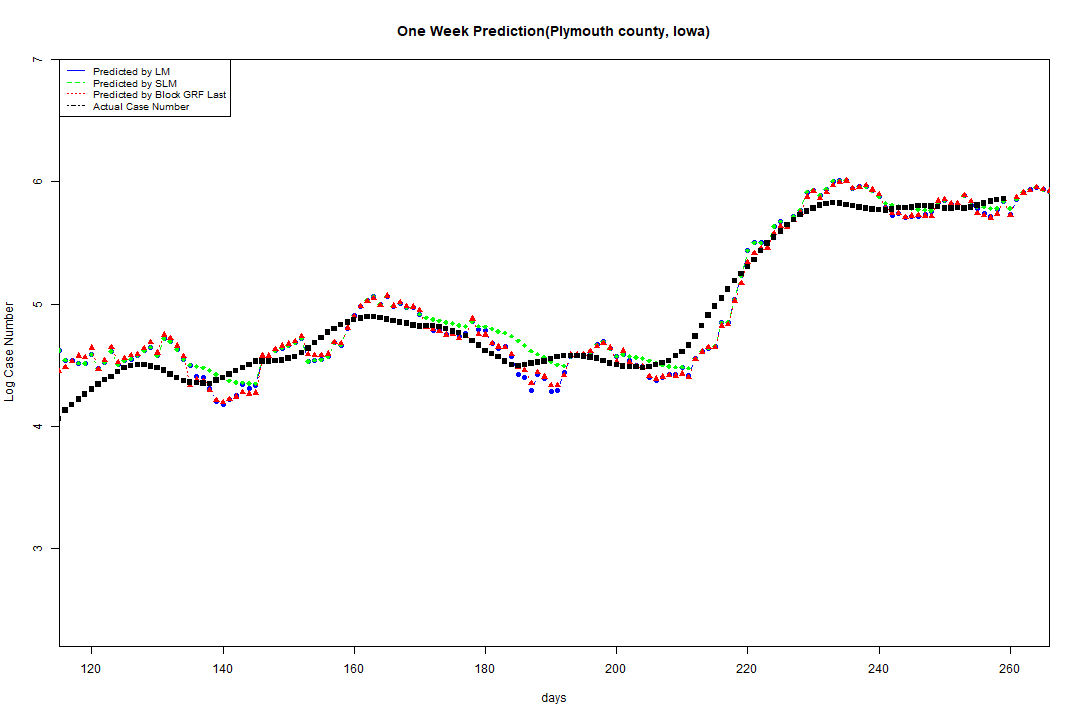 One Week Prediction(Plymouth county, Iowa)
7
Predicted by LM
Predicted by SLM
Predicted by Block GRF Last
Actual Case Number
6
5
4
3
Log Case Number
120 140 160 180 200 220 240 260
days